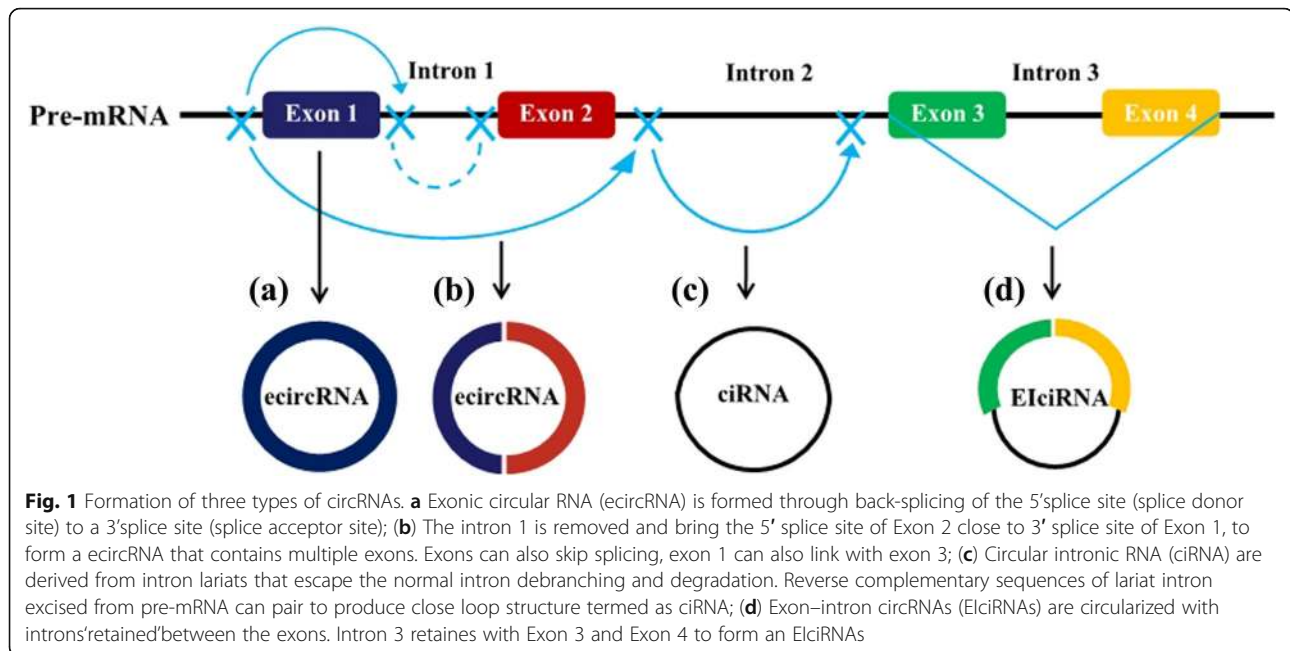 Intron 1 Intron 2 Intron 3
Pre-mRNA Exon 1 Exon 2 Exon 3 Exon 4
(a) (b) (c) (d)
ecircRNA ecircRNA ciRNA EIciRNA
Fig. 1 Formation of three types of circRNAs. a Exonic circular RNA (ecircRNA) is formed through back-splicing of the 5'splice site (splice donor
site) to a 3'splice site (splice acceptor site); (b) The intron 1 is removed and bring the 5′ splice site of Exon 2 close to 3′ splice site of Exon 1, to
form a ecircRNA that contains multiple exons. Exons can also skip splicing, exon 1 can also link with exon 3; (c) Circular intronic RNA (ciRNA) are
derived from intron lariats that escape the normal intron debranching and degradation. Reverse complementary sequences of lariat intron
excised from pre-mRNA can pair to produce close loop structure termed as ciRNA; (d) Exon–intron circRNAs (EIciRNAs) are circularized with
introns‘retained’between the exons. Intron 3 retaines with Exon 3 and Exon 4 to form an EIciRNAs